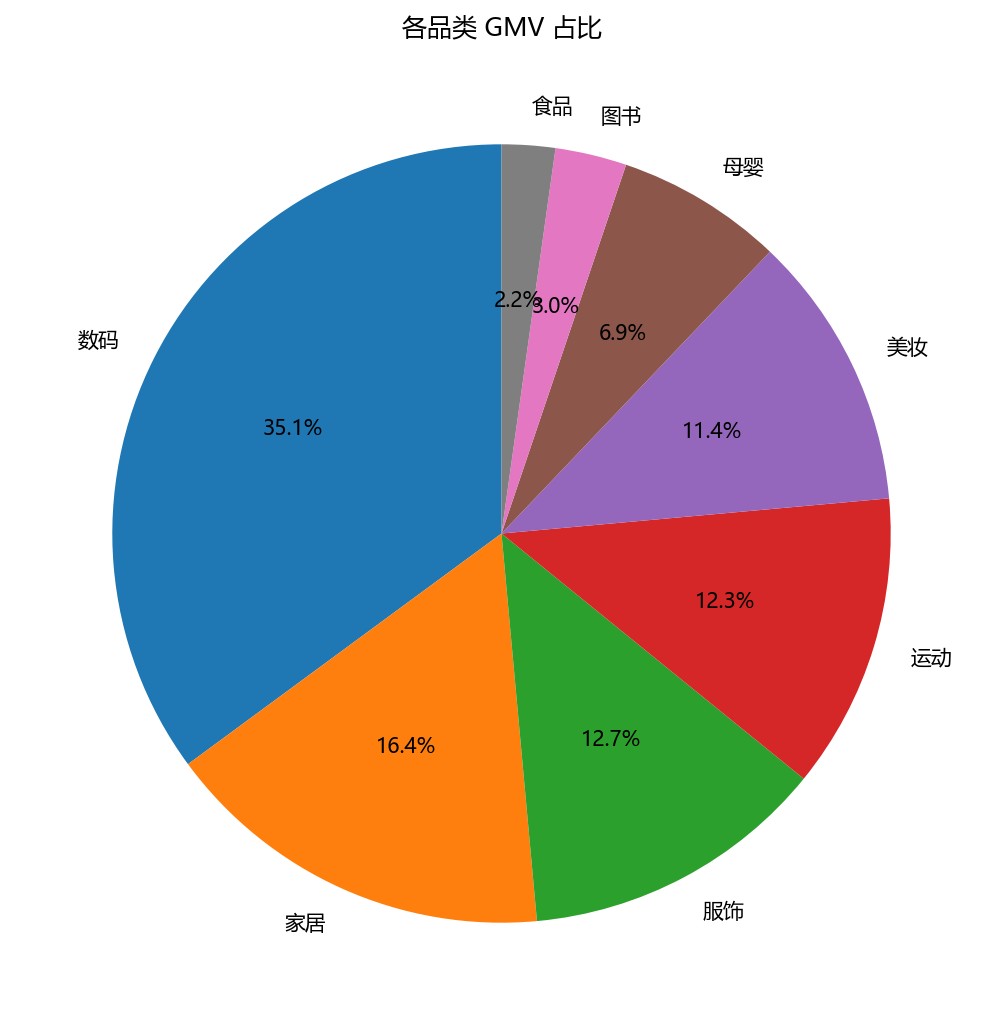 各品类 GMV 占比
食品
图书
母婴
数码
美妆
2.2%
3.0%
6.9%
35.1%
11.4%
12.3%
运动
16.4%
12.7%
家居
服饰